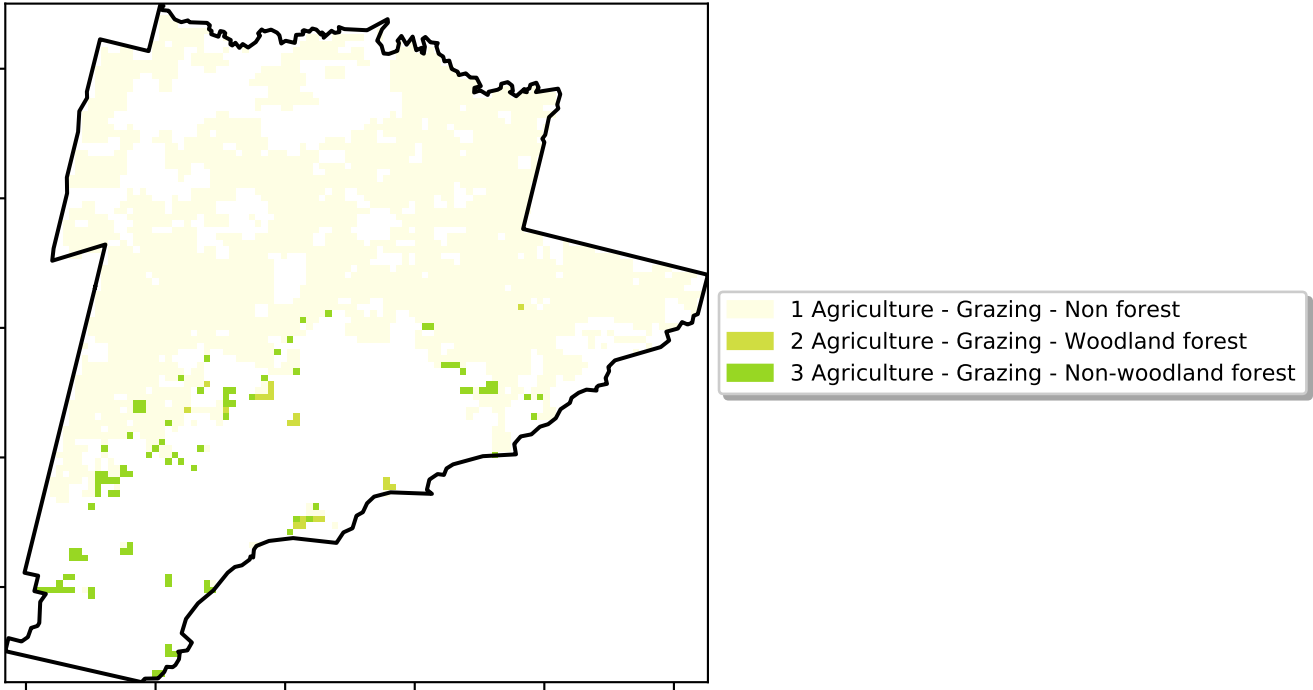 1 Agriculture - Grazing - Non forest
2 Agriculture - Grazing - Woodland forest
3 Agriculture - Grazing - Non-woodland forest